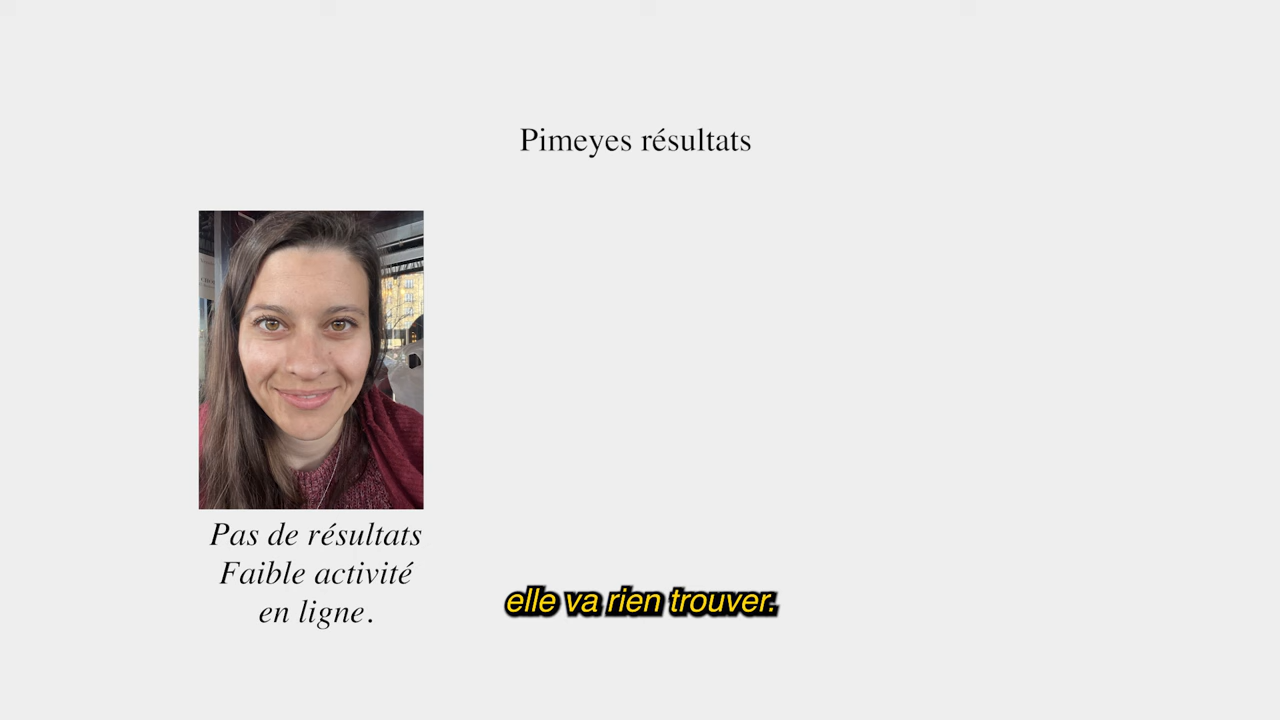 Pimeyes résultats
Pas de résultats
Faible activité
en ligne.
elle va rien trouver.